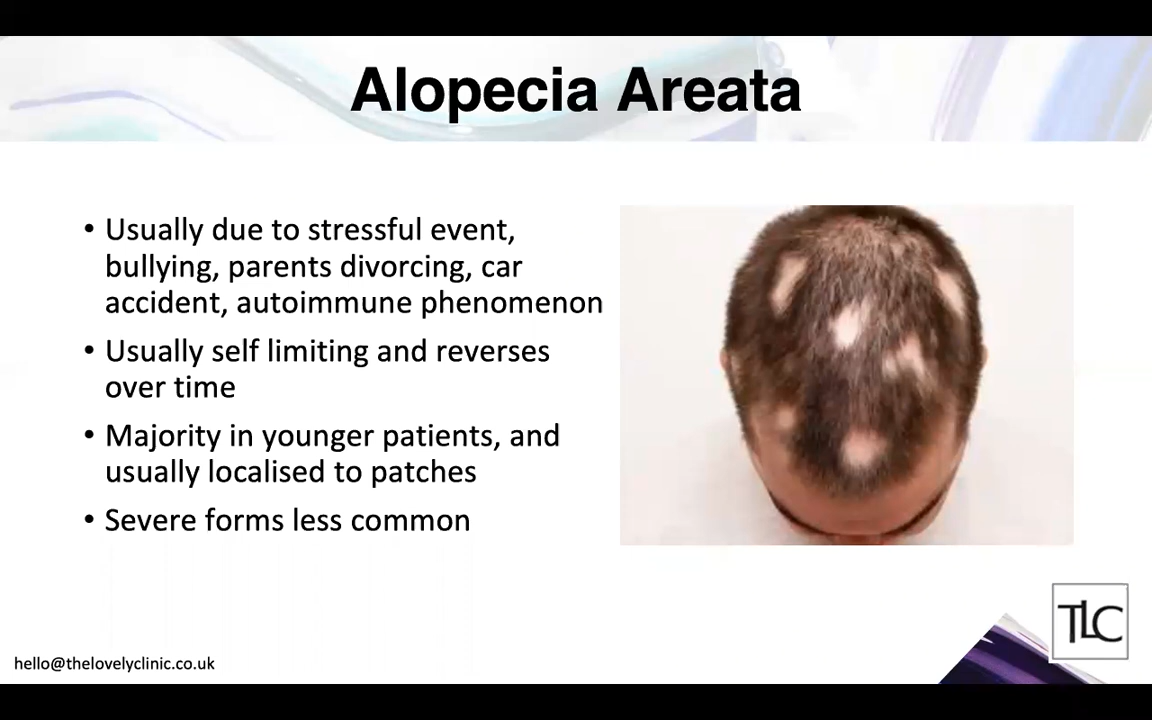 Alopecia Areata
• Usually due to stressful event,
bullying, parents divorcing, car
accident, autoimmune phenomenon
• Usually self limiting and reverses
over time
• Majority in younger patients, and
usually localised to patches
• Severe forms less common
TLC
hello@thelovelyclinic.co.uk